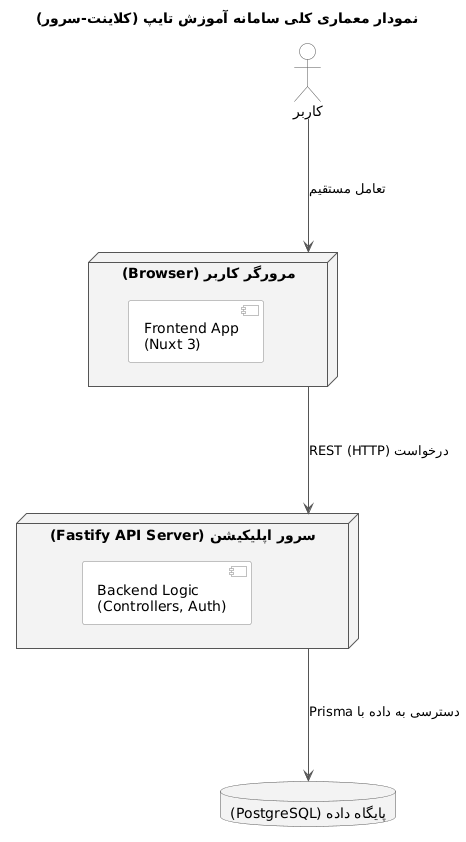 نمودار معماری کلی سامانه آموزش تایپ (کلاینت-سرور)
کاربر
تعامل مستقیم
مرورگر کاربر (Browser)
Frontend App
(Nuxt 3)
درخواست REST (HTTP)
سرور اپلیکیشن (Fastify API Server)
Backend Logic
(Controllers, Auth)
دسترسی به داده با Prisma
پایگاه داده (PostgreSQL)